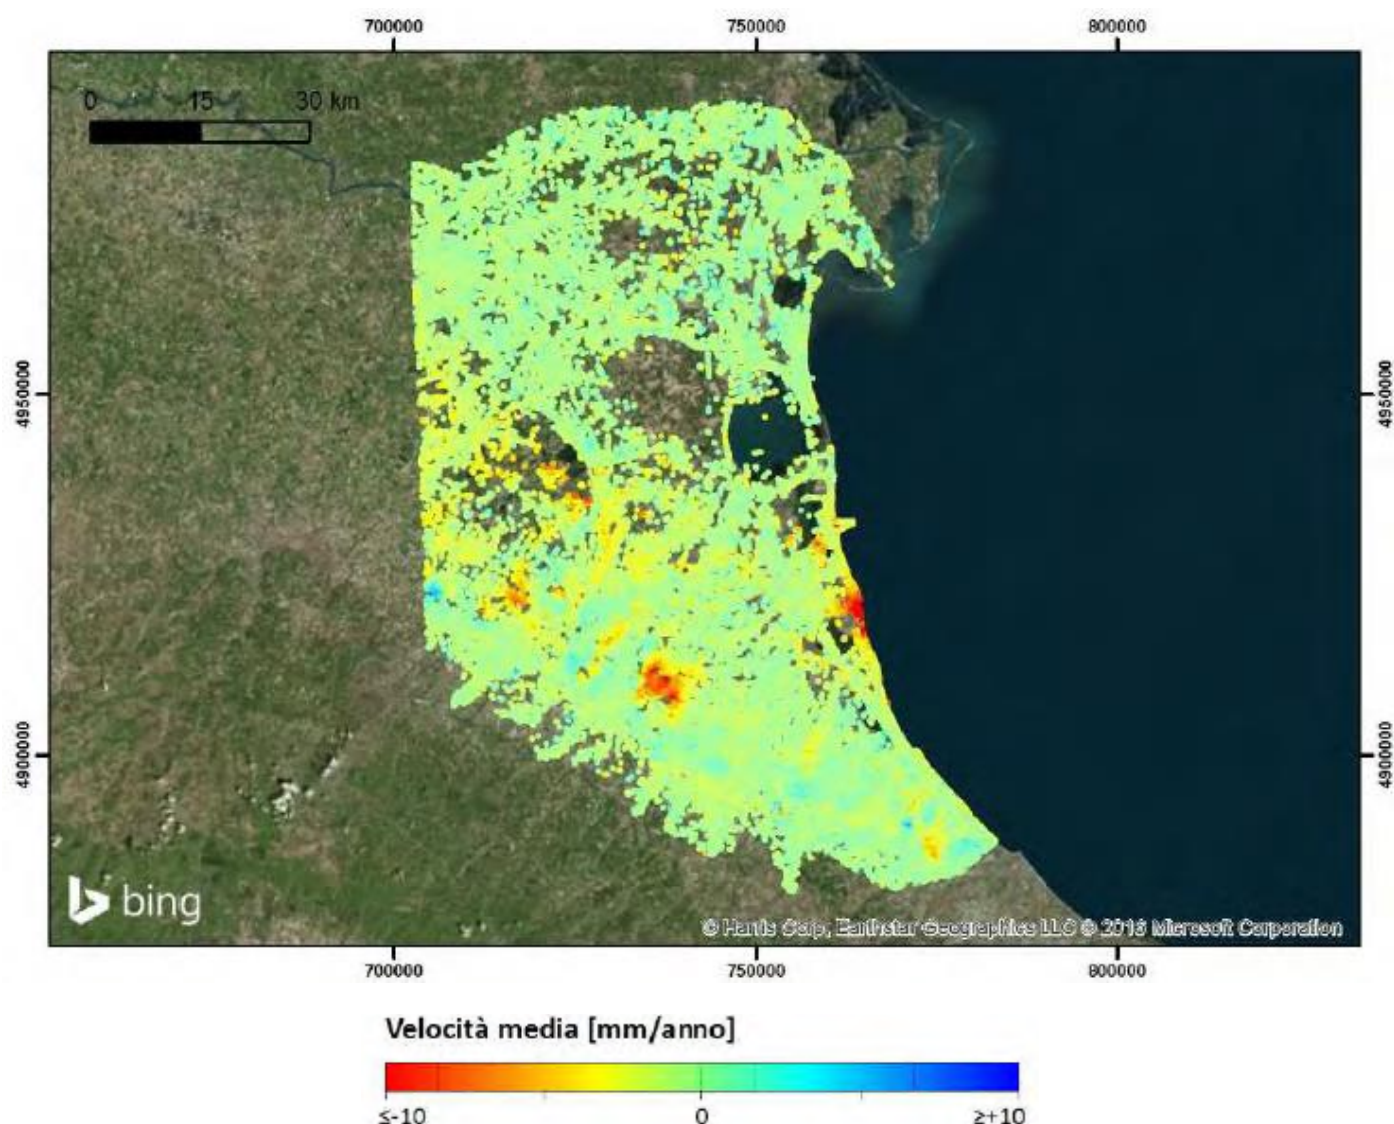 700000 750000 800000
0 15 30 km
4950000 4950000
4900000 4900000
bing
© Harris Corp, Earthstar Geographics LLC © 2016 Microsoft Corporation
700000 750000 800000
Velocità media [mm/anno]
≤-10 0 ≥+10